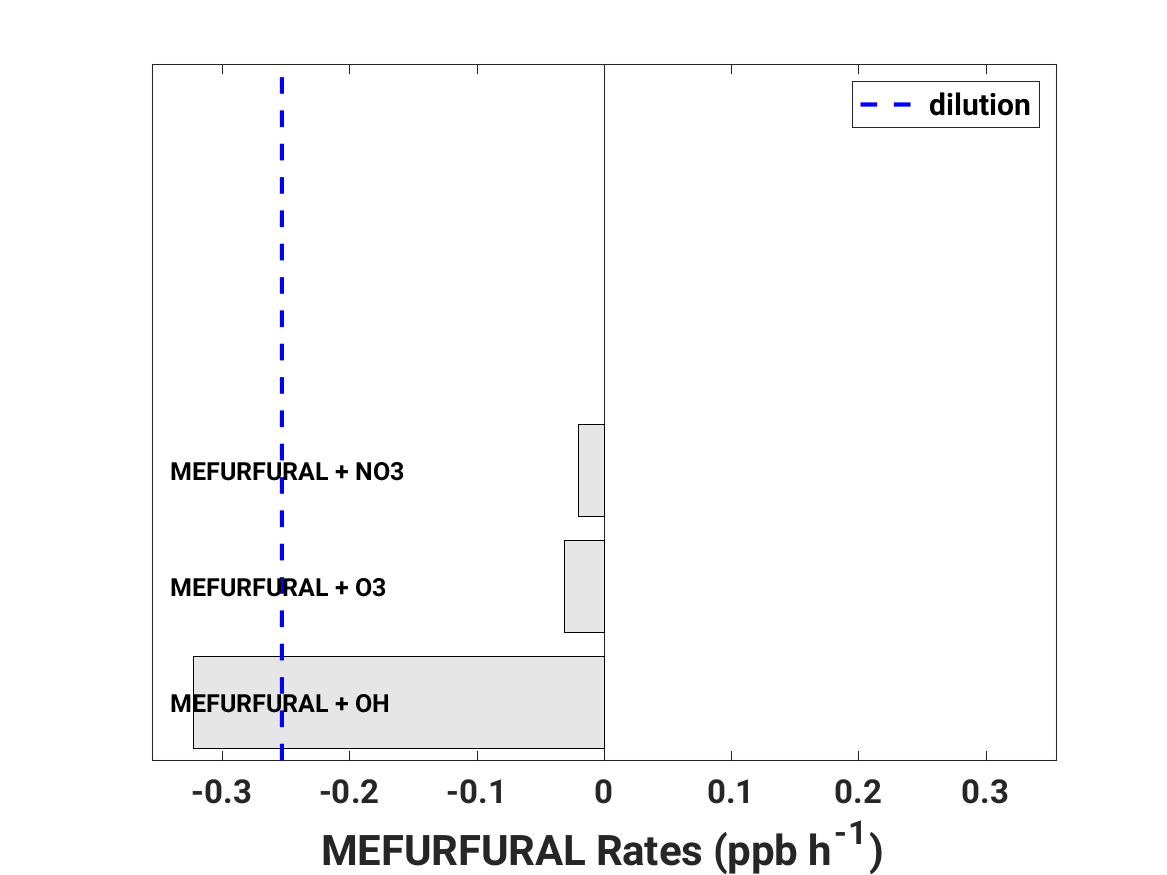 dilution
MEFURFURAL + NO3
MEFURFURAL + O3
MEFURFURAL + OH
-0.3 -0.2 -0.1 0 0.1 0.2 0.3
MEFURFURAL Rates (ppb h⁻¹)